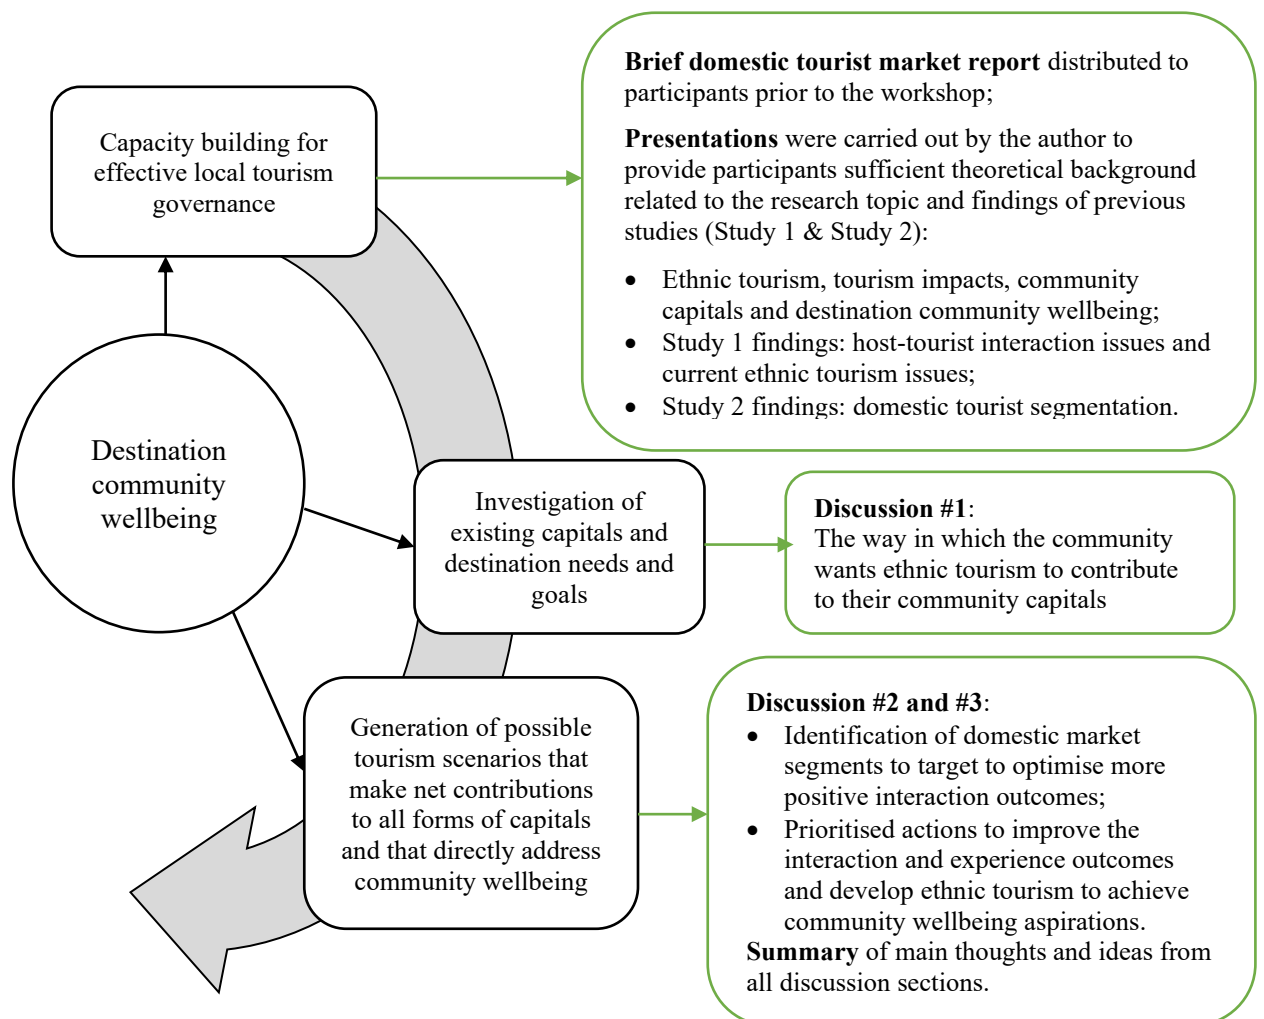 Capacity building for
effective local tourism
governance
Brief domestic tourist market report distributed to
participants prior to the workshop;
Presentations were carried out by the author to
provide participants sufficient theoretical background
related to the research topic and findings of previous
studies (Study 1 & Study 2):
• Ethnic tourism, tourism impacts, community
capitals and destination community wellbeing;
• Study 1 findings: host-tourist interaction issues and
current ethnic tourism issues;
• Study 2 findings: domestic tourist segmentation.
Destination
community
wellbeing
Investigation of
existing capitals and
destination needs and
goals
Discussion #1:
The way in which the community
wants ethnic tourism to contribute
to their community capitals
Generation of possible
tourism scenarios that
make net contributions
to all forms of capitals
and that directly address
community wellbeing
Discussion #2 and #3:
• Identification of domestic market
segments to target to optimise more
positive interaction outcomes;
• Prioritised actions to improve the
interaction and experience outcomes
and develop ethnic tourism to achieve
community wellbeing aspirations.
Summary of main thoughts and ideas from
all discussion sections.